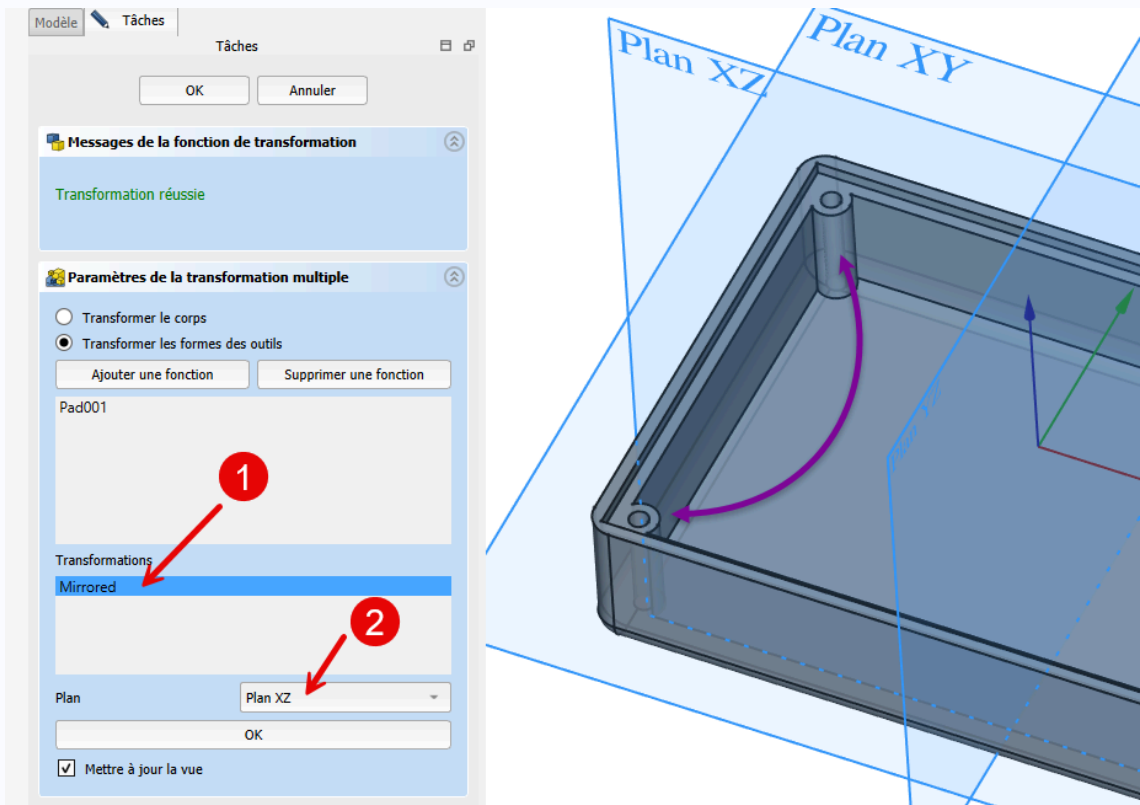 Modèle
Tâches
Tâches
OK
Annuler
Messages de la fonction de transformation
Transformation réussie
Paramètres de la transformation multiple
Transformer le corps
Transformer les formes des outils
Ajouter une fonction
Supprimer une fonction
Pad001
1
Transformations
Mirrored
2
Plan
Plan XZ
OK
Mettre à jour la vue
Plan XZ
Plan XY